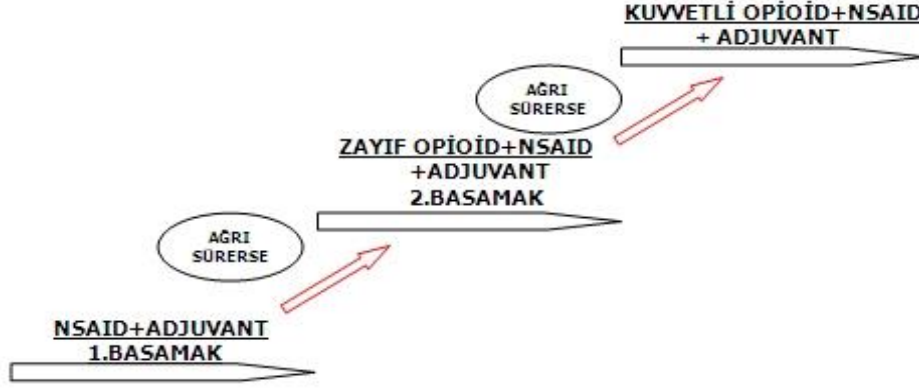 KUVVETLİ OPİOİD+NSAID
+ ADJUVANT
AĞRI
SÜRERSE
ZAYIF OPİOİD+NSAID
+ADJUVANT
2.BASAMAK
AĞRI
SÜRERSE
NSAID+ADJUVANT
1.BASAMAK